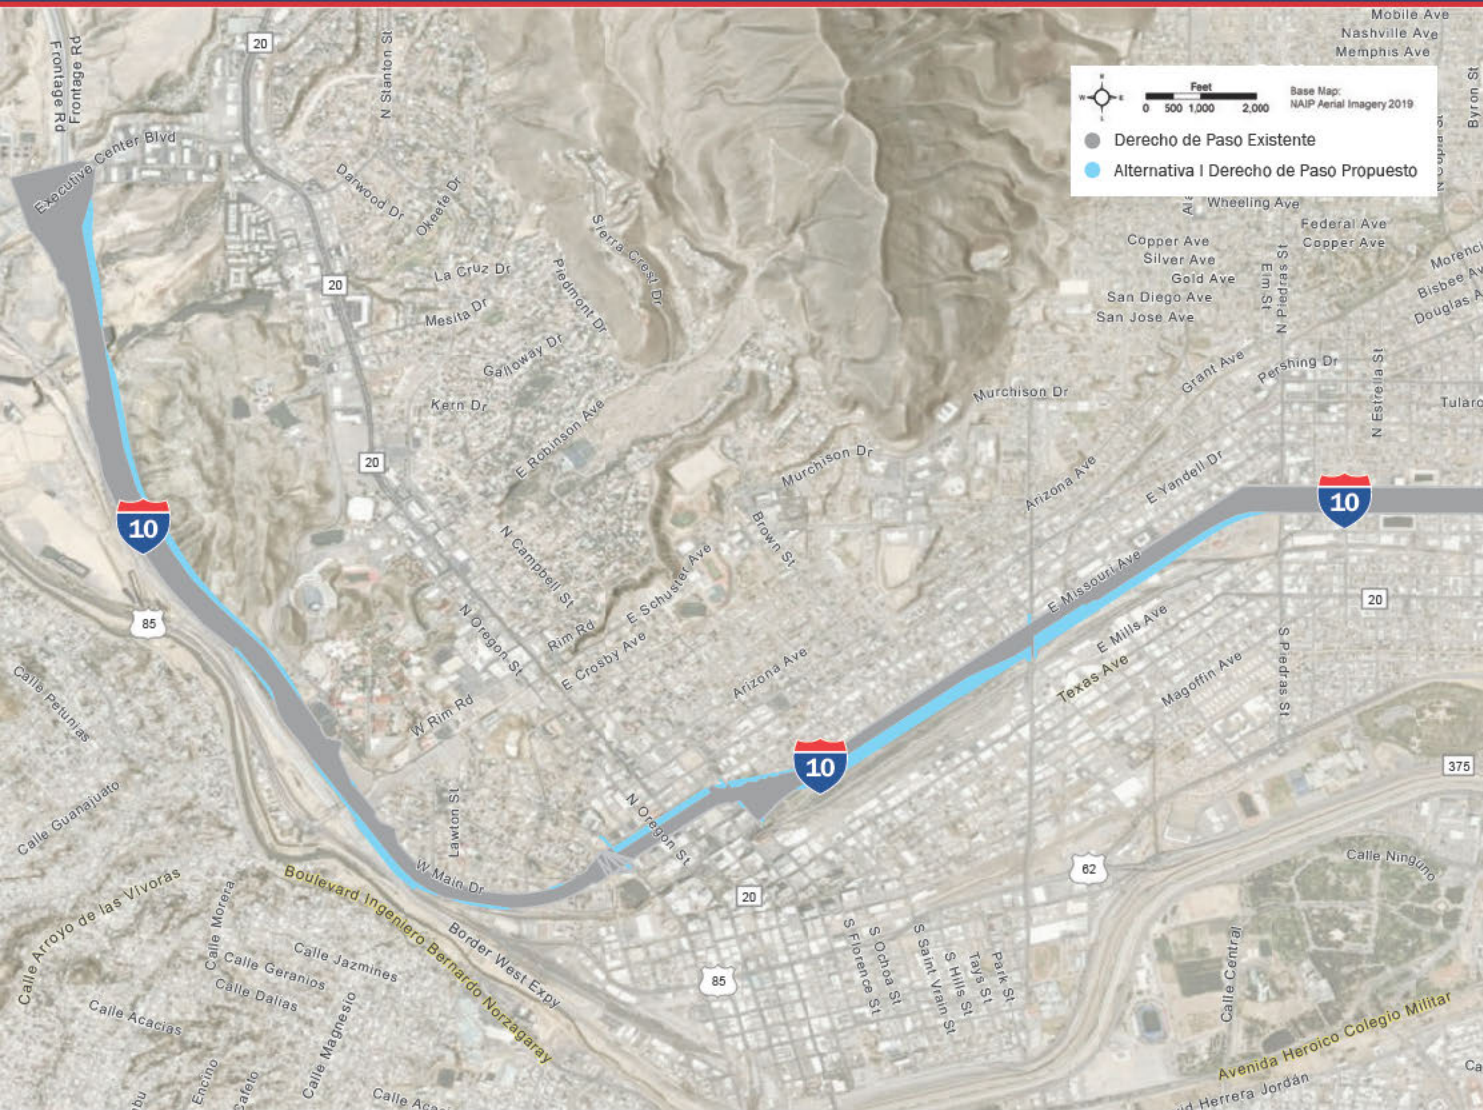 Mobile Ave
Nashville Ave
Memphis Ave
Byron St
Frontage Rd
Frontage Rd
20
N Stanton St
N
W
E
Feet
0 500 1,000 2,000
Base Map:
NAIP Aerial Imagery 2019
Derecho de Paso Existente
Alternativa I Derecho de Paso Propuesto
Executive Center Blvd
Darwood Dr
Okeefe Dr
Sierra Crest Dr
Wheeling Ave
Federal Ave
Copper Ave
Copper Ave
Silver Ave
Gold Ave
San Diego Ave
San Jose Ave
Elm St
N Piedras St
Bisbee
Douglas
La Cruz Dr
20
Mesita Dr
Piedmont Dr
Galloway Dr
Kern Dr
E Robinson Ave
Murchison Dr
Grant Ave
Pershing Dr
N Estrella St
20
Murchison Dr
Arizona Ave
E Yandell Dr
10
10
N Campbell St
Brown St
E Schuster Ave
E Missouri Ave
85
N Oregon St
Rim Rd
E Crosby Ave
20
E Mills Ave
Texas Ave
Magoffin Ave
S Piedras St
Arizona Ave
Calle Petunias
W Rim Rd
10
375
Calle Guanajuato
Lawton St
N Oregon St
W Main Dr
62
Calle Ninguno
20
Boulevard Ingeniero Bernardo Norzagaray
Calle Arroyo de las Vívoras
Calle Morera
Calle Jazmines
Calle Geranios
Calle Dallas
Border West Expy
Calle Acacias
Calle Magnesio
85
S Florence St
S Ochoa St
S Saint Vrain St
S Hills St
Tays St
Park St
Calle Central
Avenida Heroico Colegio Militar
Encino
Herrera Jordán